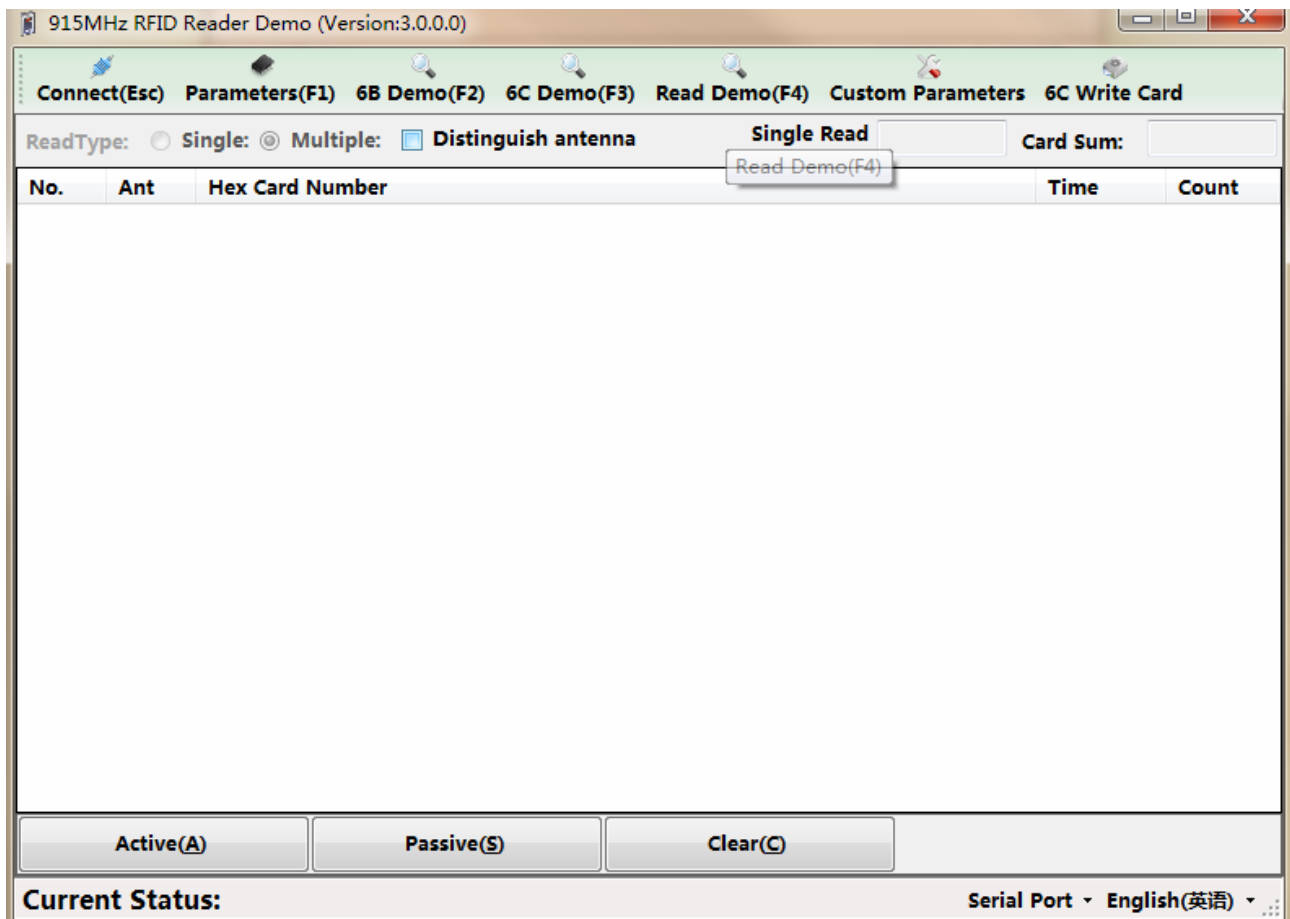 915MHz RFID Reader Demo (Version:3.0.0.0)
Connect(Esc) Parameters(F1) 6B Demo(F2) 6C Demo(F3) Read Demo(F4) Custom Parameters 6C Write Card
ReadType: Single: Multiple: Distinguish antenna Single Read Card Sum:
Read Demo(F4)
No. Ant Hex Card Number Time Count
Active(A) Passive(S) Clear(C)
Current Status: Serial Port English(英语)